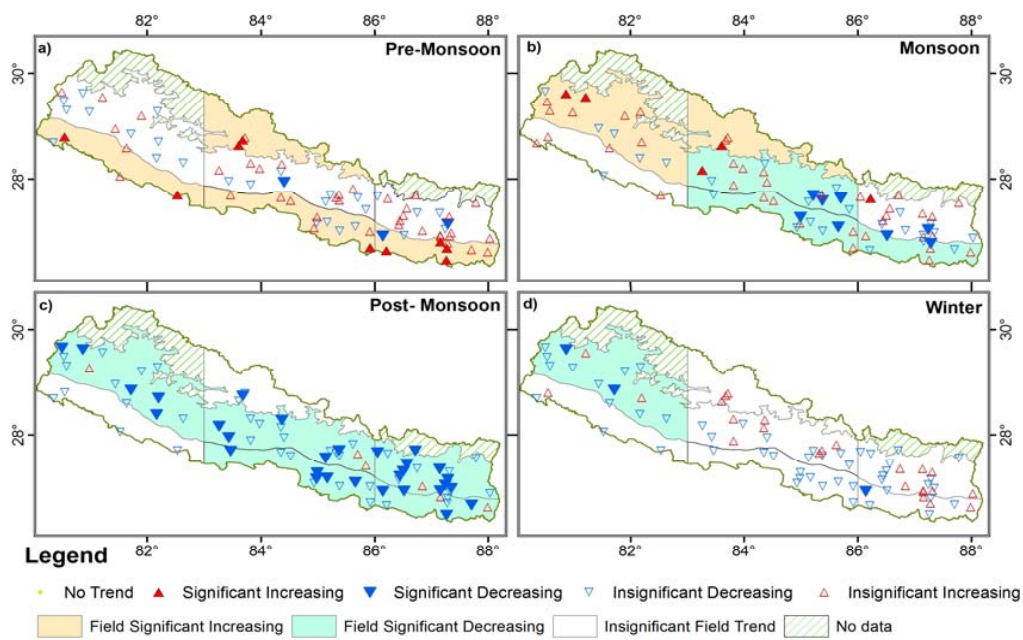 82° 84° 86° 88° 82° 84° 86° 88°
a) Pre-Monsoon
b) Monsoon
30° 30°
28° 28°
c) Post- Monsoon
d) Winter
30° 30°
28° 28°
82° 84° 86° 88° 82° 84° 86° 88°
Legend
No Trend Significant Increasing Significant Decreasing Insignificant Decreasing Insignificant Increasing
Field Significant Increasing Field Significant Decreasing Insignificant Field Trend No data